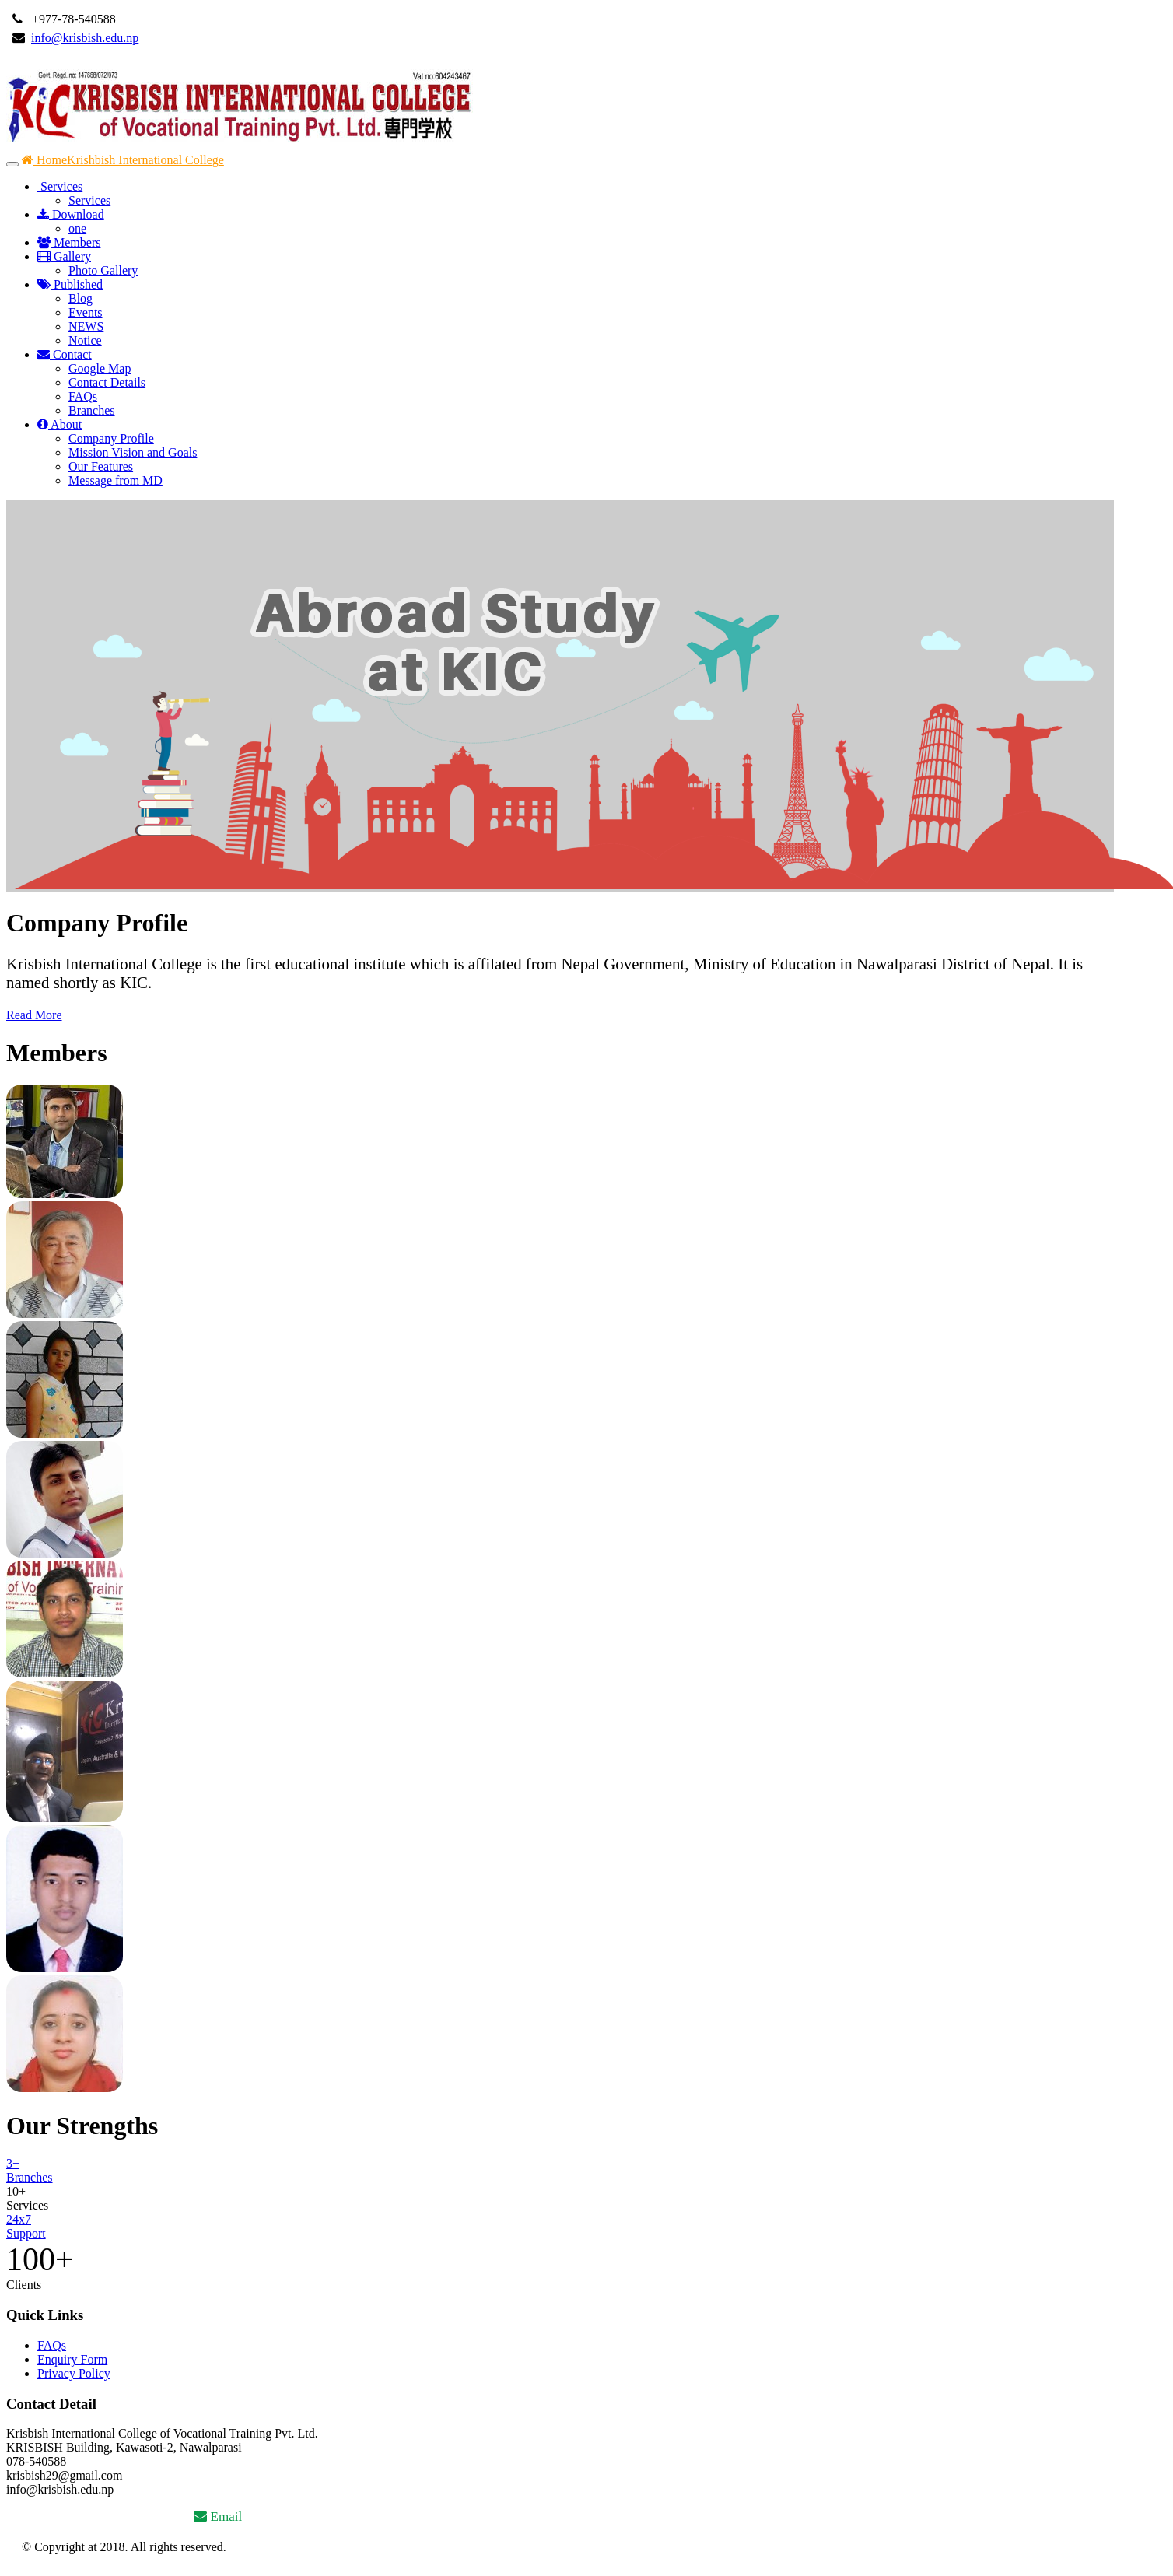 +977-78-540588
info@krisbish.edu.np
Govt. Regd. no: 147668/072/073 Vat no:604243467
KIC KRISBISH INTERNATIONAL COLLEGE
of Vocational Training Pvt. Ltd. 専門学校
HomeKrishbish International College
Services
Services
Download
one
Members
Gallery
Photo Gallery
Published
Blog
Events
NEWS
Notice
Contact
Google Map
Contact Details
FAQs
Branches
About
Company Profile
Mission Vision and Goals
Our Features
Message from MD
Abroad Study
at KIC
Company Profile
Krisbish International College is the first educational institute which is affilated from Nepal Government, Ministry of Education in Nawalparasi District of Nepal. It is
named shortly as KIC.
Read More
Members
BISH INTERNAT
of Voc Trainin
KIC Kri
Our Strengths
3+
Branches
10+
Services
24x7
Support
100+
Clients
Quick Links
FAQs
Enquiry Form
Privacy Policy
Contact Detail
Krisbish International College of Vocational Training Pvt. Ltd.
KRISBISH Building, Kawasoti-2, Nawalparasi
078-540588
krisbish29@gmail.com
info@krisbish.edu.np
Email
© Copyright at 2018. All rights reserved.